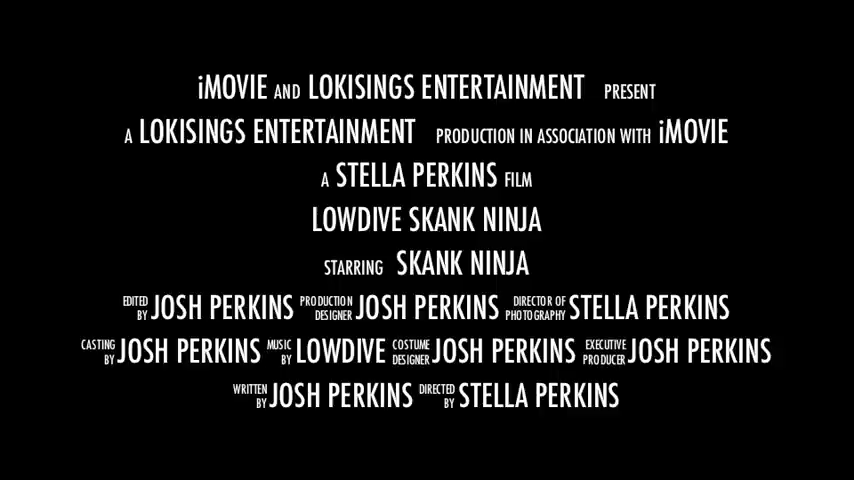 iMOVIE AND LOKISINGS ENTERTAINMENT PRESENT
A LOKISINGS ENTERTAINMENT PRODUCTION IN ASSOCIATION WITH iMOVIE
A STELLA PERKINS FILM
LOWDIVE SKANK NINJA
STARRING SKANK NINJA
EDITED BY JOSH PERKINS PRODUCTION DESIGNER JOSH PERKINS DIRECTOR OF PHOTOGRAPHY STELLA PERKINS
CASTING BY JOSH PERKINS MUSIC BY LOWDIVE COSTUME DESIGNER JOSH PERKINS EXECUTIVE PRODUCER JOSH PERKINS
WRITTEN BY JOSH PERKINS DIRECTED BY STELLA PERKINS